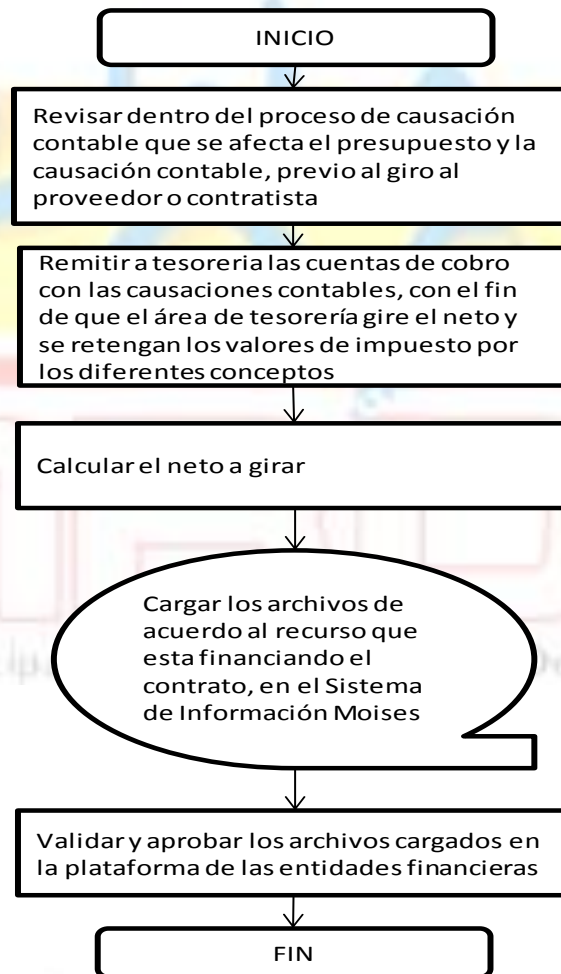 INICIO
Revisar dentro del proceso de causación
contable que se afecta el presupuesto y la
causación contable, previo al giro al
proveedor o contratista
Remitir a tesoreria las cuentas de cobro
con las causaciones contables, con el fin
de que el área de tesorería gire el neto y
se retengan los valores de impuesto por
los diferentes conceptos
Calcular el neto a girar
Cargar los archivos de
acuerdo al recurso que
esta financiando el
contrato, en el Sistema
de Información Moises
Validar y aprobar los archivos cargados en
la plataforma de las entidades financieras
FIN